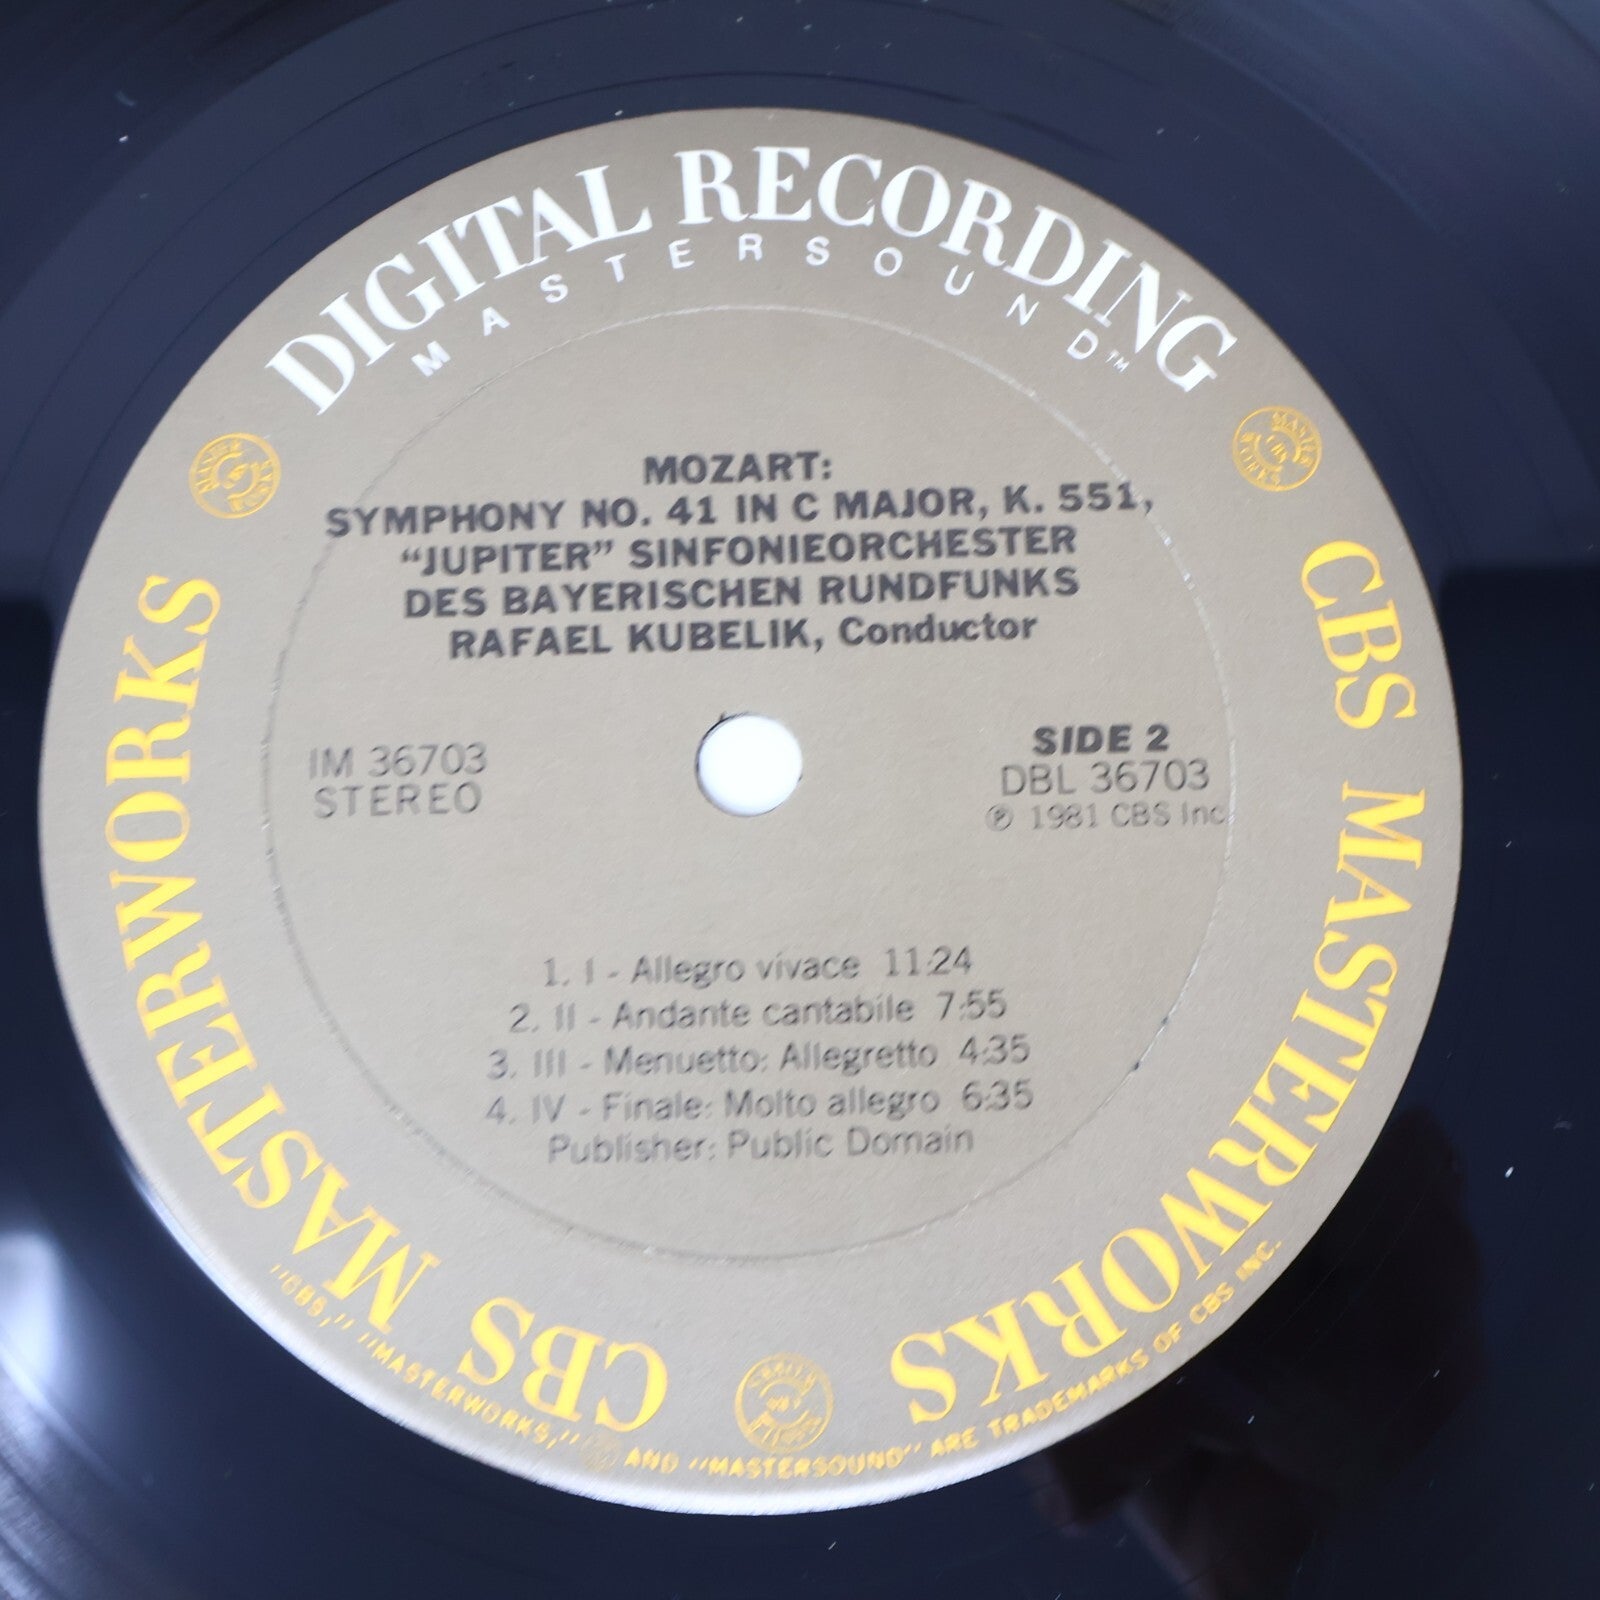 DIGITAL RECORDING
MASTERSOUND™
MOZART:
SYMPHONY NO. 41 IN C MAJOR, K. 551,
“JUPITER” SINFONIEORCHESTER
DES BAYERISCHEN RUNDFUNKS
RAFAEL KUBELIK, Conductor
IM 36703
STEREO
SIDE 2
DBL 36703
℗ 1981 CBS Inc.
1. I - Allegro vivace 11:24
2. II - Andante cantabile 7:55
3. III - Menuetto: Allegretto 4:35
4. IV - Finale: Molto allegro 6:35
Publisher: Public Domain
CBS MASTERWORKS
CBS MASTERWORKS
"CBS," "MASTERWORKS," AND "MASTERSOUND" ARE TRADEMARKS OF CBS INC.